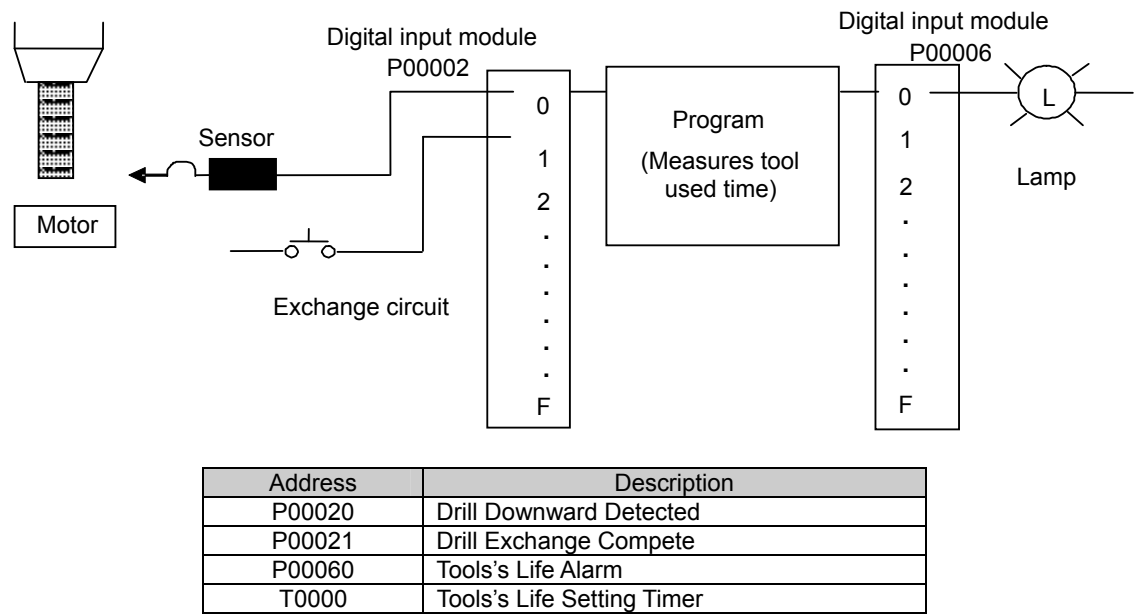 Digital input module
P00002
Digital input module
P00006
Sensor
Motor
Exchange circuit
0
1
2
.
.
.
.
.
.
F
Program
(Measures tool
used time)
0
1
2
.
.
.
.
.
F
L
Lamp
Address Description
P00020 Drill Downward Detected
P00021 Drill Exchange Compete
P00060 Tools's Life Alarm
T0000 Tools's Life Setting Timer